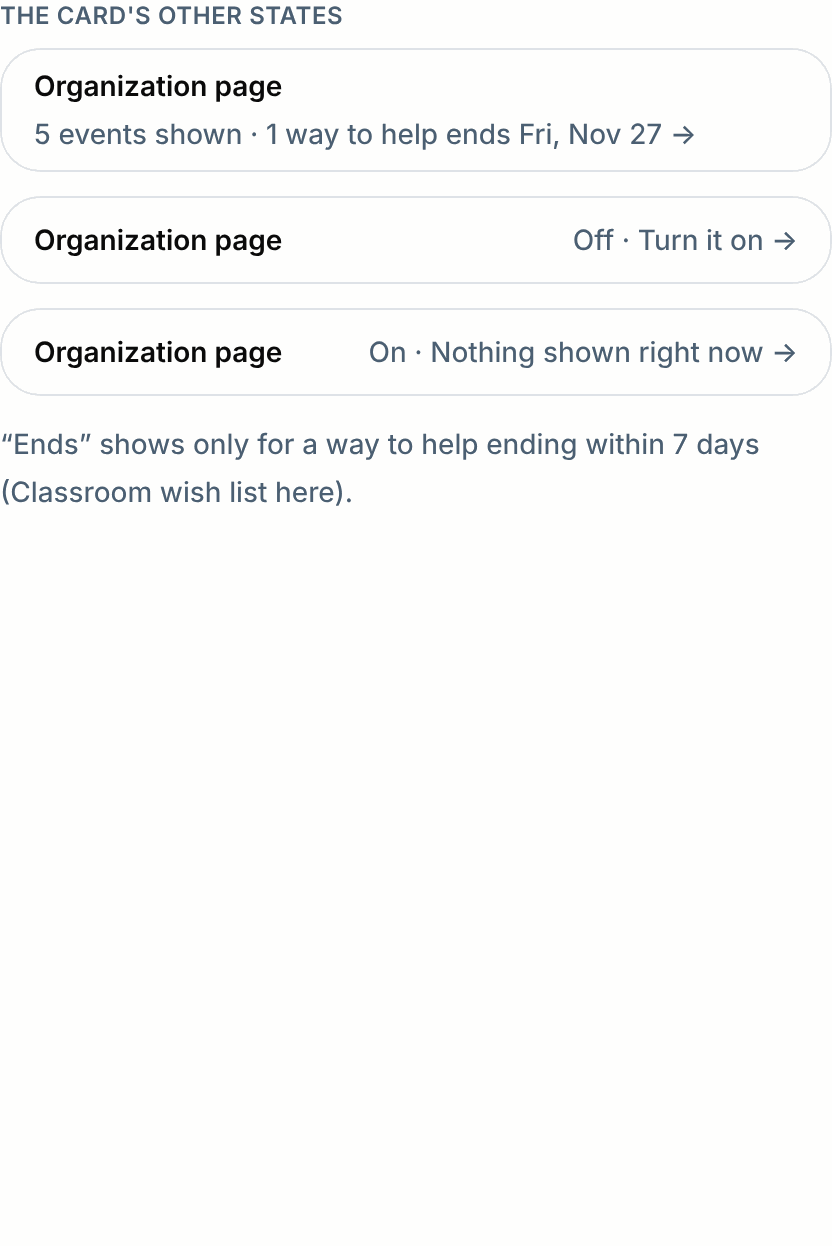 THE CARD'S OTHER STATES
Organization page
5 events shown · 1 way to help ends Fri, Nov 27 →
Organization page
Off · Turn it on →
Organization page
On · Nothing shown right now →
“Ends” shows only for a way to help ending within 7 days
(Classroom wish list here).